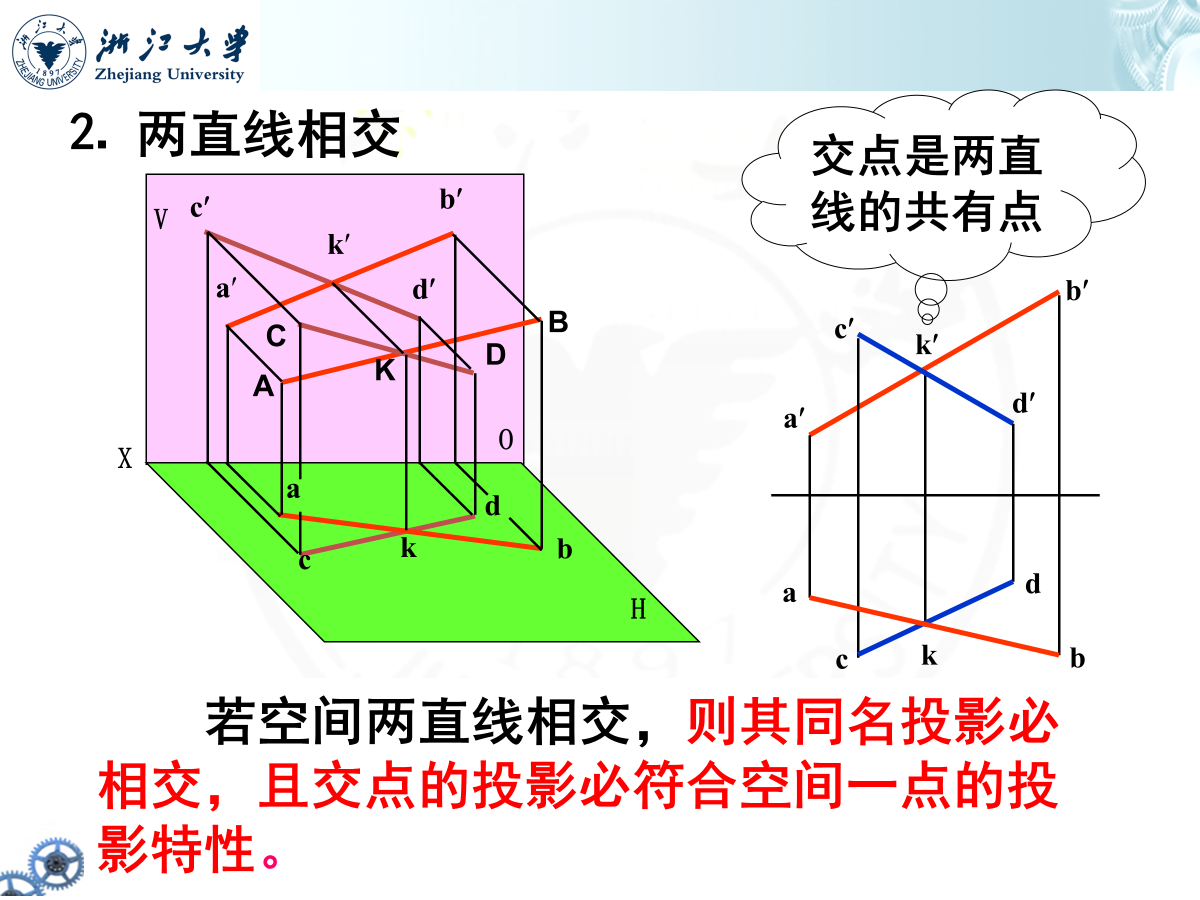 浙江大学
Zhejiang University
ZHEJIANG UNIVERSITY
1897
2. 两直线相交
交点是两直
线的共有点
V
c′
b′
k′
a′
d′
C
B
D
K
A
O
X
a
d
c
k
b
H
b′
c′
k′
d′
a′
d
a
k
c
b
若空间两直线相交，则其同名投影必
相交，且交点的投影必符合空间一点的投
影特性。